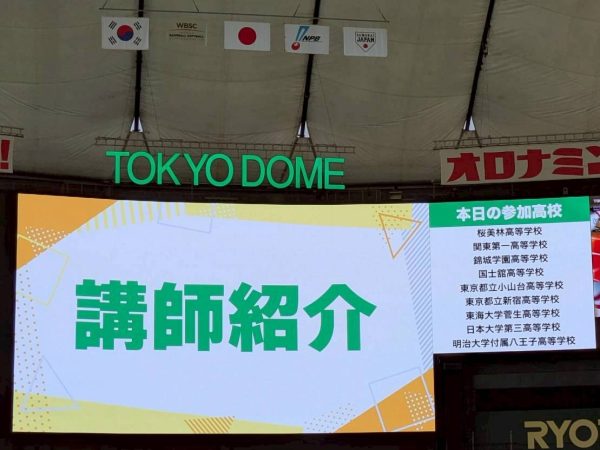 WBSC
NPB
JAPAN
TOKYO DOME
!
オロナミン
本日の参加高校
桜美林高等学校
関東第一高等学校
錦城学園高等学校
国士舘高等学校
東京都立小山台高等学校
東京都立新宿高等学校
東海大学菅生高等学校
日本大学第三高等学校
明治大学付属八王子高等学校
講師紹介
RYO